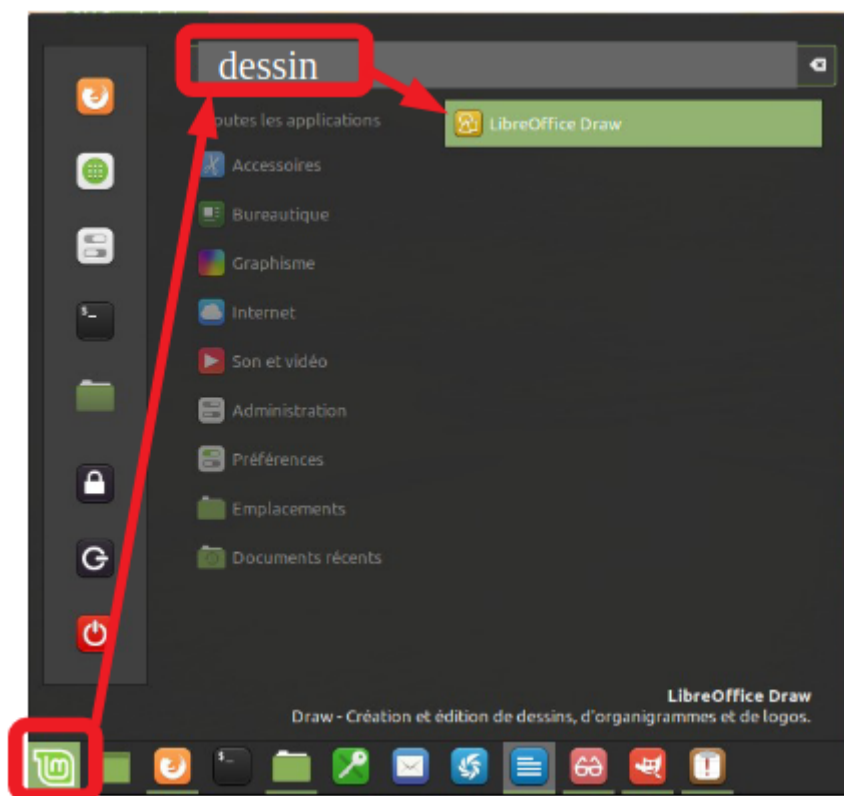 dessin
Toutes les applications
LibreOffice Draw
Accessoires
Bureautique
Graphisme
Internet
Son et vidéo
Administration
Préférences
Emplacements
Documents récents
LibreOffice Draw
Draw - Création et édition de dessins, d'organigrammes et de logos.